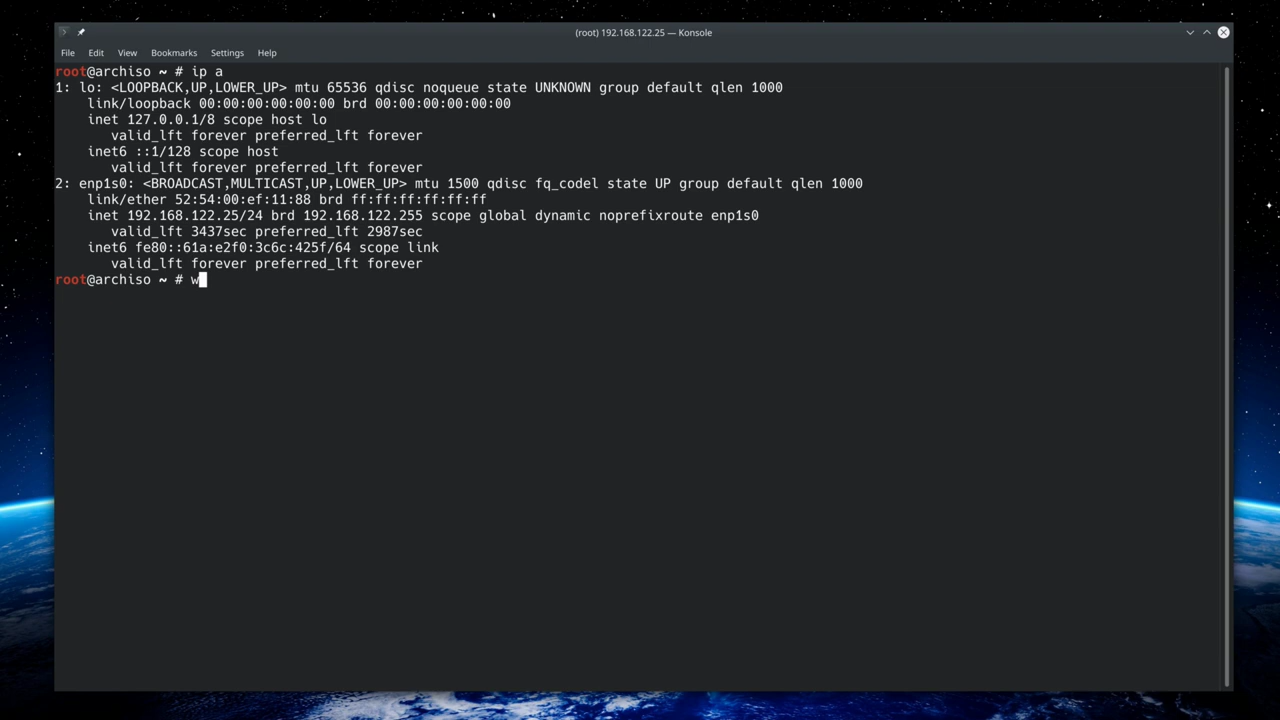 (root) 192.168.122.25 — Konsole
File Edit View Bookmarks Settings Help
root@archiso ~ # ip a
1: lo: <LOOPBACK,UP,LOWER_UP> mtu 65536 qdisc noqueue state UNKNOWN group default qlen 1000
    link/loopback 00:00:00:00:00:00 brd 00:00:00:00:00:00
    inet 127.0.0.1/8 scope host lo
       valid_lft forever preferred_lft forever
    inet6 ::1/128 scope host
       valid_lft forever preferred_lft forever
2: enp1s0: <BROADCAST,MULTICAST,UP,LOWER_UP> mtu 1500 qdisc fq_codel state UP group default qlen 1000
    link/ether 52:54:00:ef:11:88 brd ff:ff:ff:ff:ff:ff
    inet 192.168.122.25/24 brd 192.168.122.255 scope global dynamic noprefixroute enp1s0
       valid_lft 3437sec preferred_lft 2987sec
    inet6 fe80::61a:e2f0:3c6c:425f/64 scope link
       valid_lft forever preferred_lft forever
root@archiso ~ # w